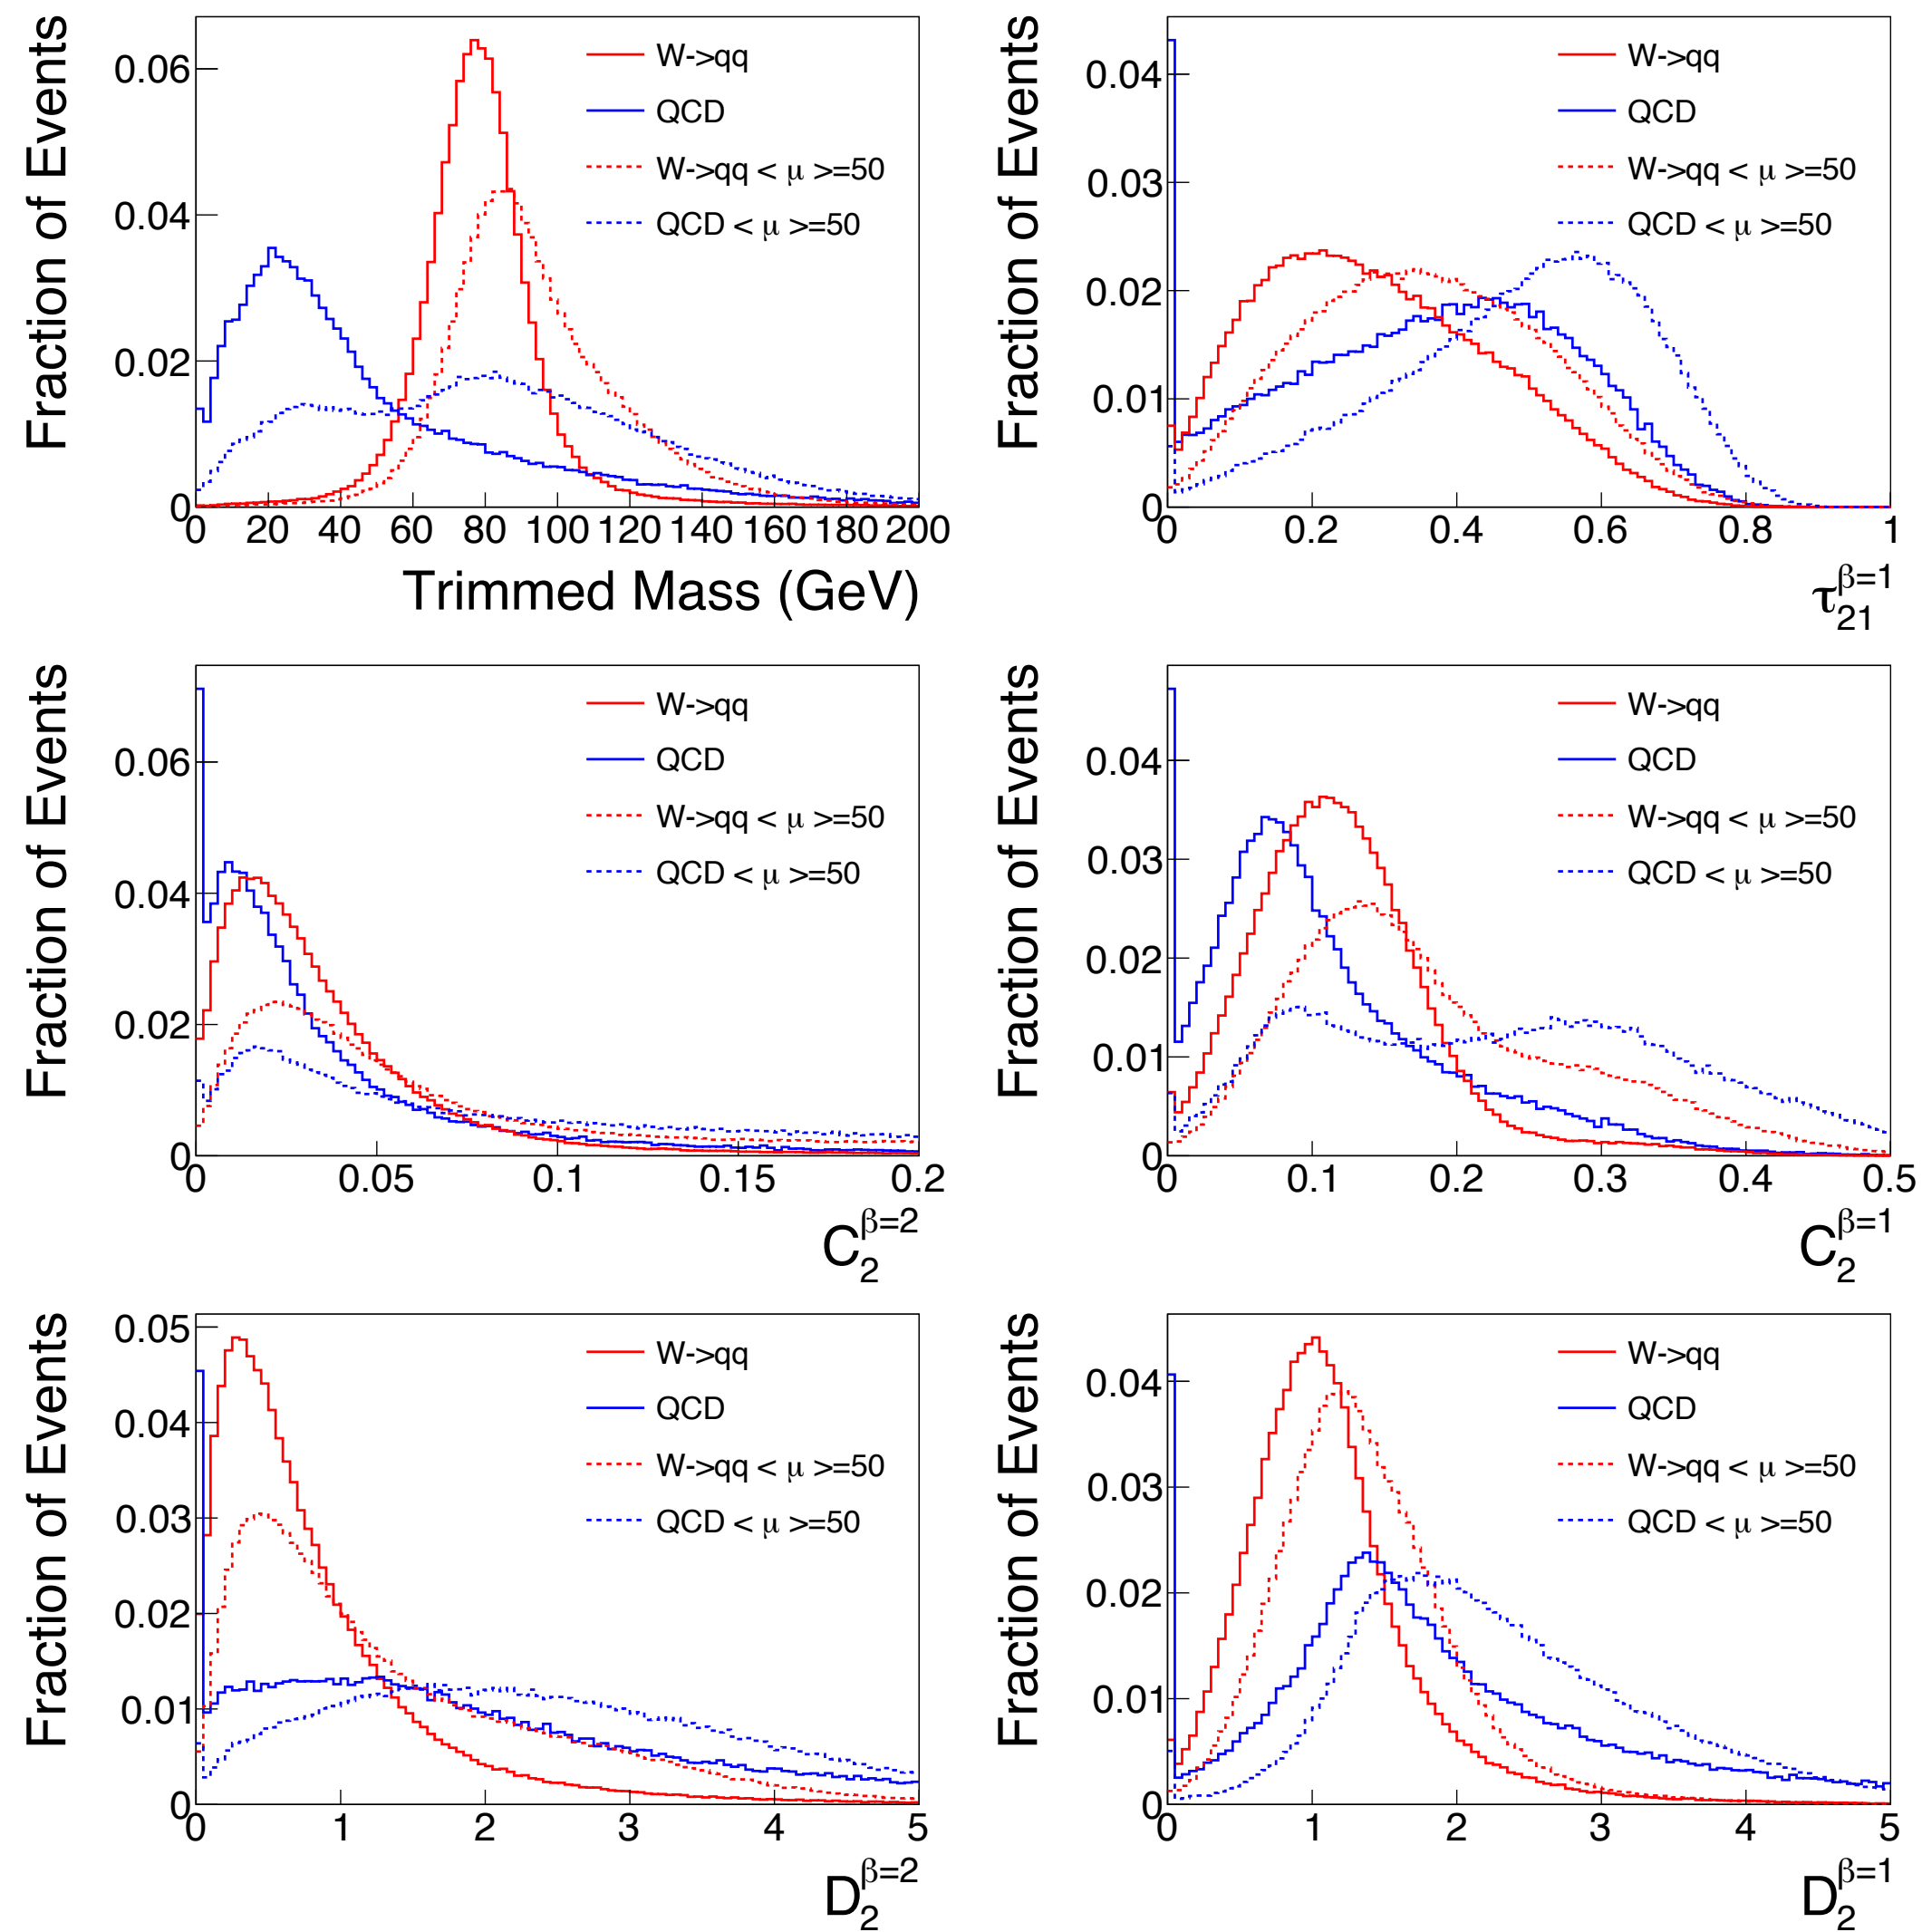 Fraction of Events
0.06
0.04
0.02
0
W->qq
QCD
W->qq < μ >=50
QCD < μ >=50
0 20 40 60 80 100 120 140 160 180 200
Trimmed Mass (GeV)
Fraction of Events
0.04
0.03
0.02
0.01
0
W->qq
QCD
W->qq < μ >=50
QCD < μ >=50
0 0.2 0.4 0.6 0.8 1
τ21^β=1
Fraction of Events
0.06
0.04
0.02
0
W->qq
QCD
W->qq < μ >=50
QCD < μ >=50
0 0.05 0.1 0.15 0.2
C2^β=2
Fraction of Events
0.04
0.03
0.02
0.01
0
W->qq
QCD
W->qq < μ >=50
QCD < μ >=50
0 0.1 0.2 0.3 0.4 0.5
C2^β=1
Fraction of Events
0.05
0.04
0.03
0.02
0.01
0
W->qq
QCD
W->qq < μ >=50
QCD < μ >=50
0 1 2 3 4 5
D2^β=2
Fraction of Events
0.04
0.03
0.02
0.01
0
W->qq
QCD
W->qq < μ >=50
QCD < μ >=50
0 1 2 3 4 5
D2^β=1